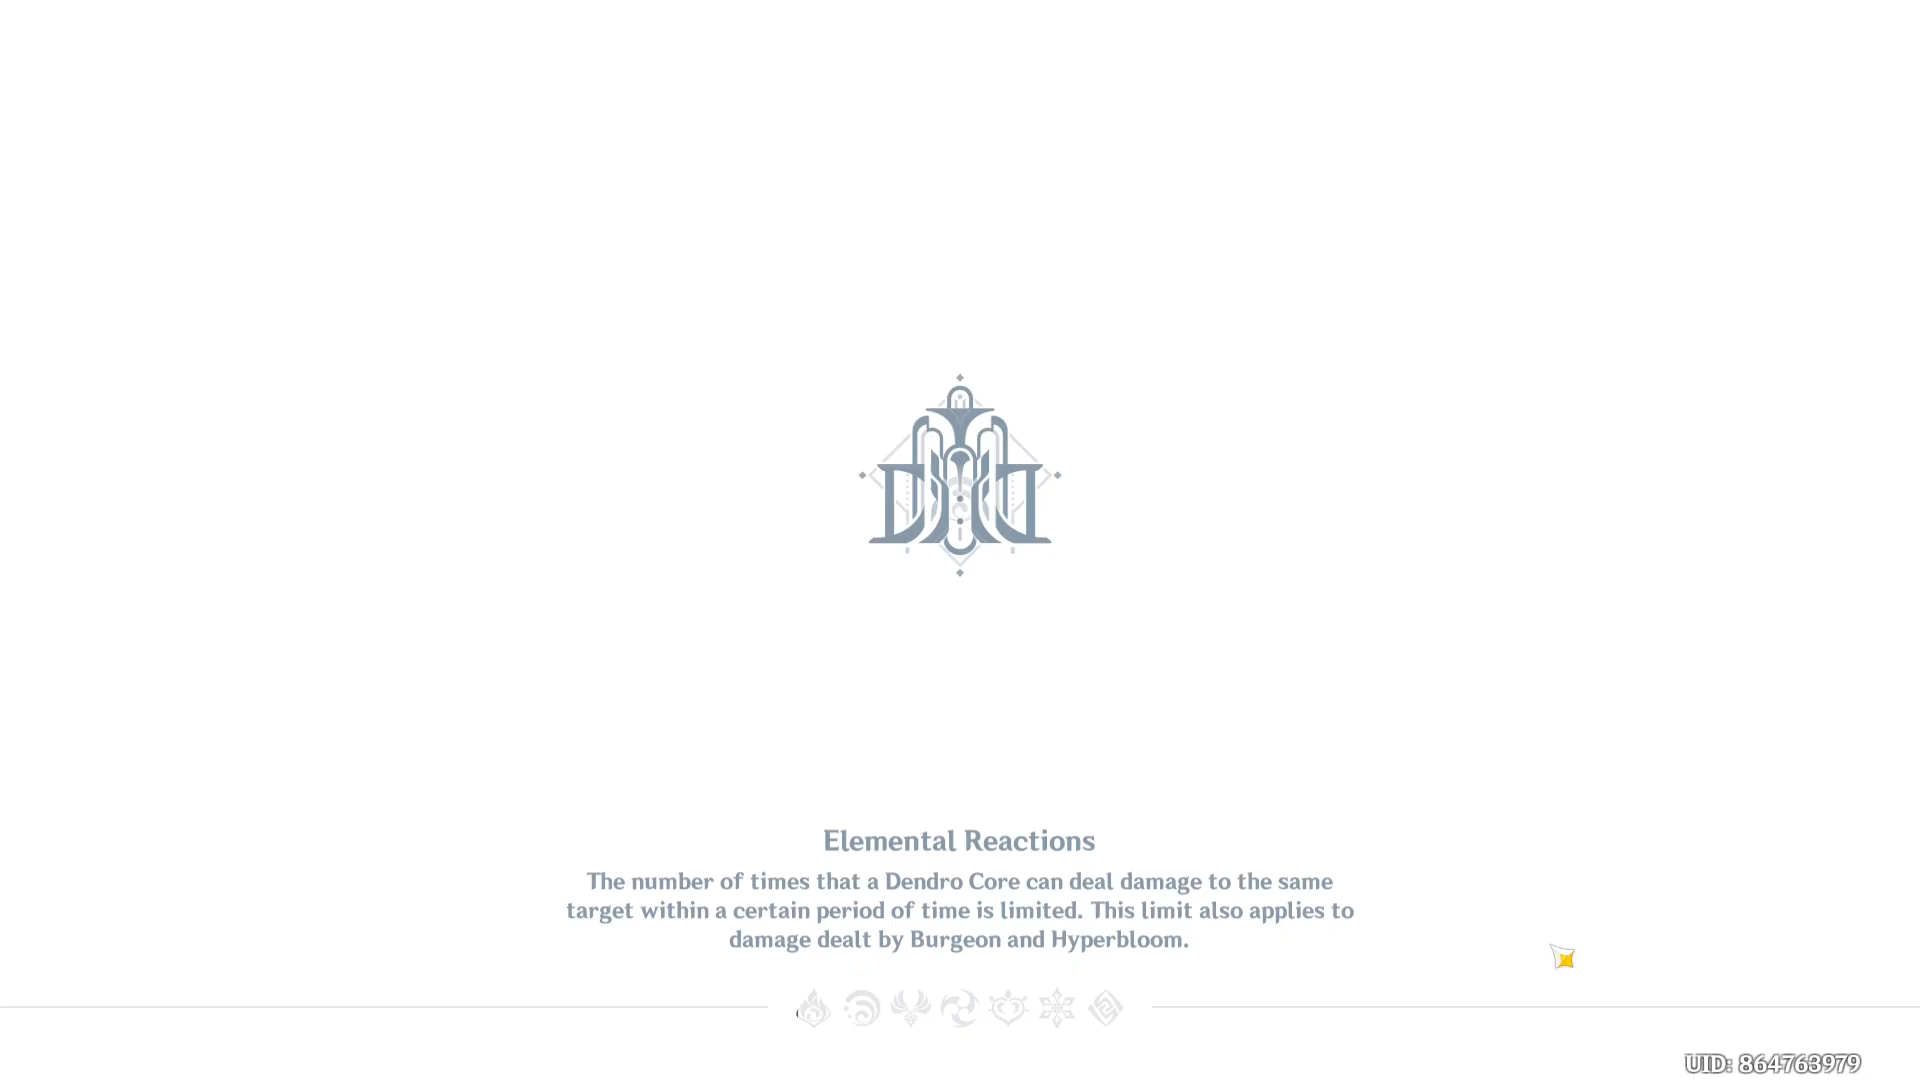 Elemental Reactions
The number of times that a Dendro Core can deal damage to the same
target within a certain period of time is limited. This limit also applies to
damage dealt by Burgeon and Hyperbloom.
UID: 864763979